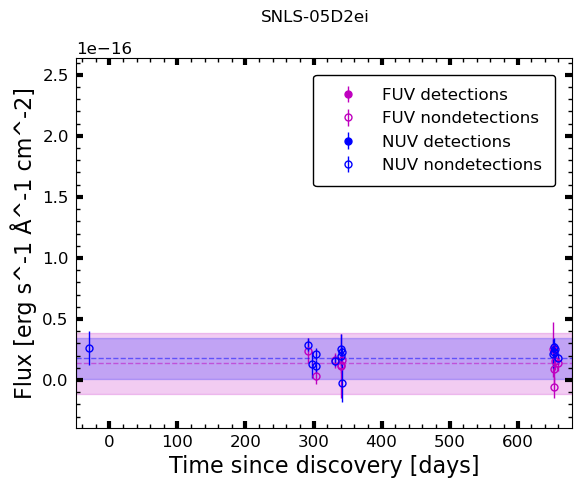 SNLS-05D2ei
1e−16
2.5
2.0
1.5
1.0
0.5
0.0
Flux [erg s^-1 Å^-1 cm^-2]
FUV detections
FUV nondetections
NUV detections
NUV nondetections
0 100 200 300 400 500 600
Time since discovery [days]